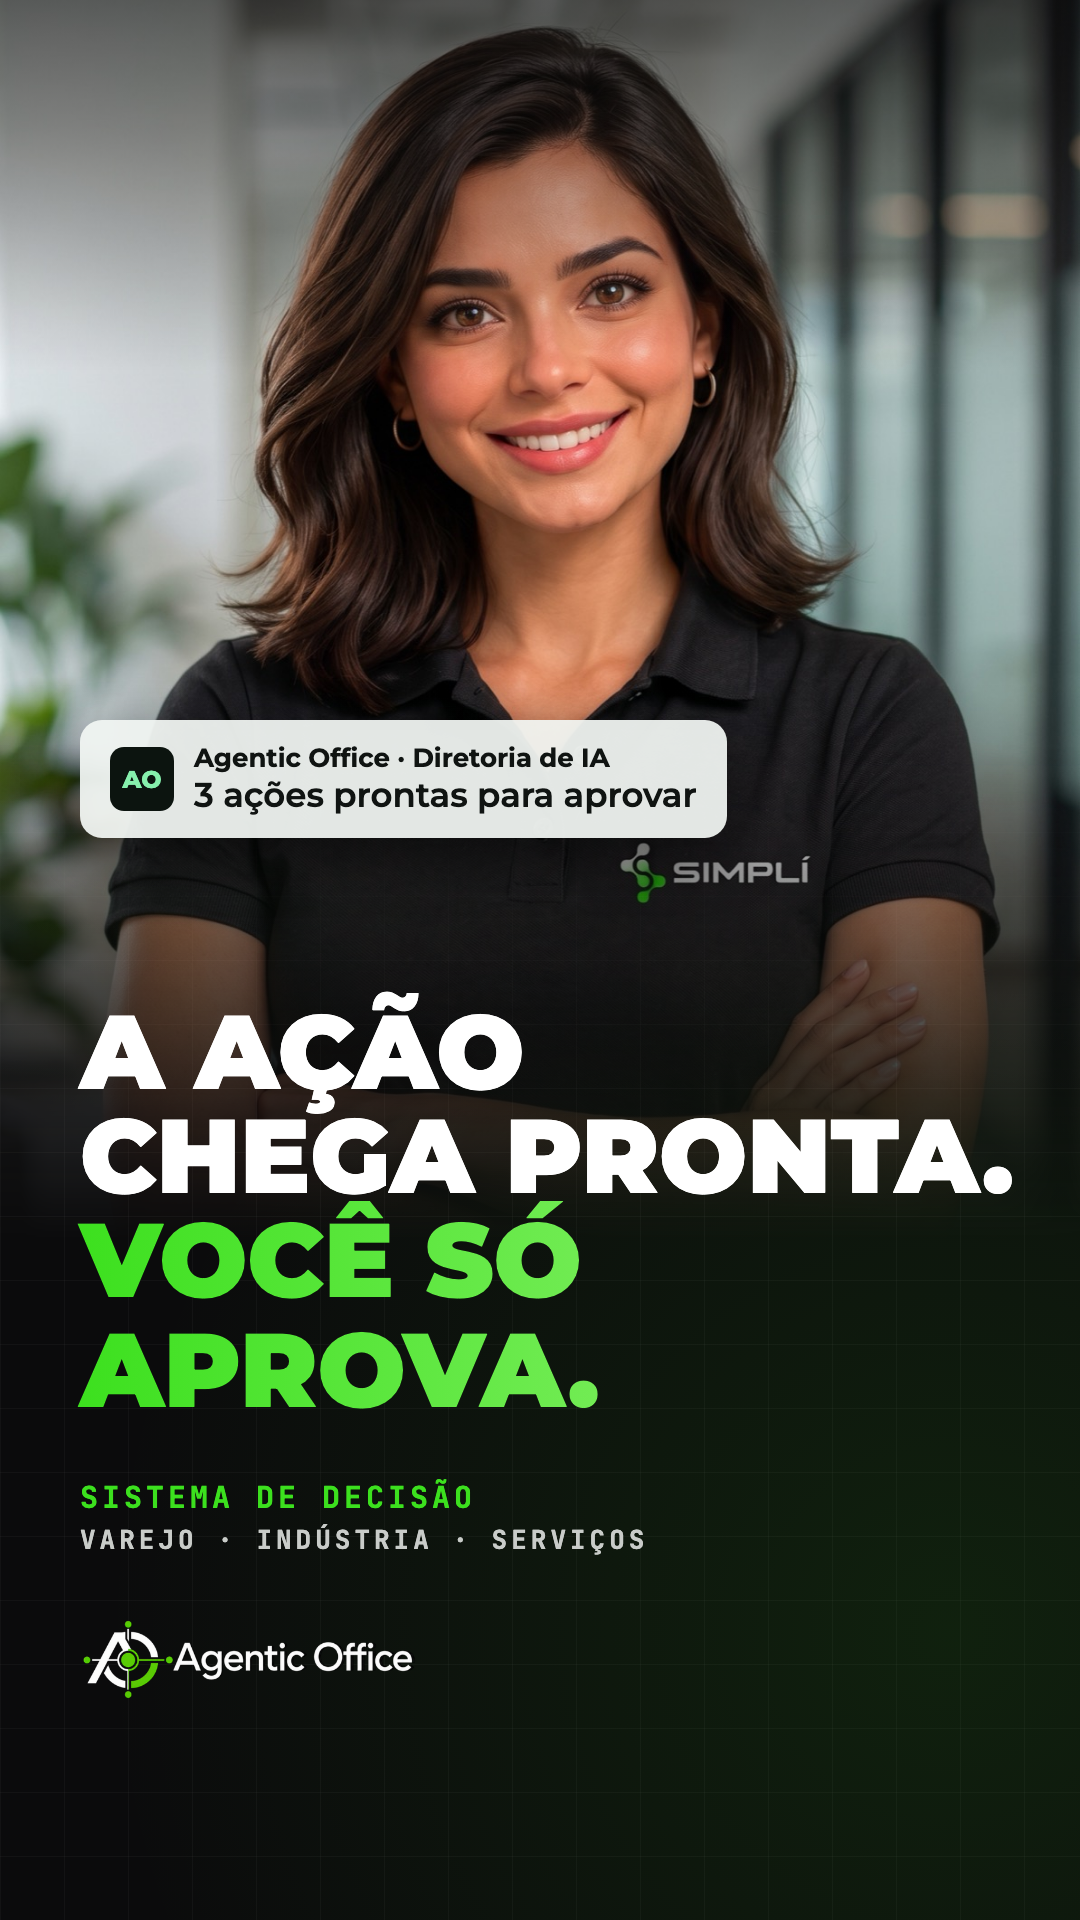 AO
Agentic Office · Diretoria de IA
3 ações prontas para aprovar
SIMPLÍ
A AÇÃO
CHEGA PRONTA.
VOCÊ SÓ
APROVA.
SISTEMA DE DECISÃO
VAREJO · INDÚSTRIA · SERVIÇOS
Agentic Office